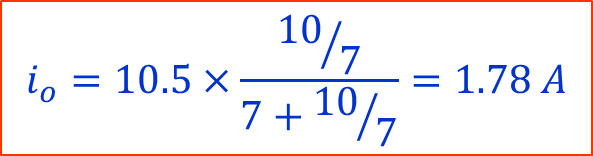 i_o = 10.5 × (10/7)/(7 + 10/7) = 1.78 A